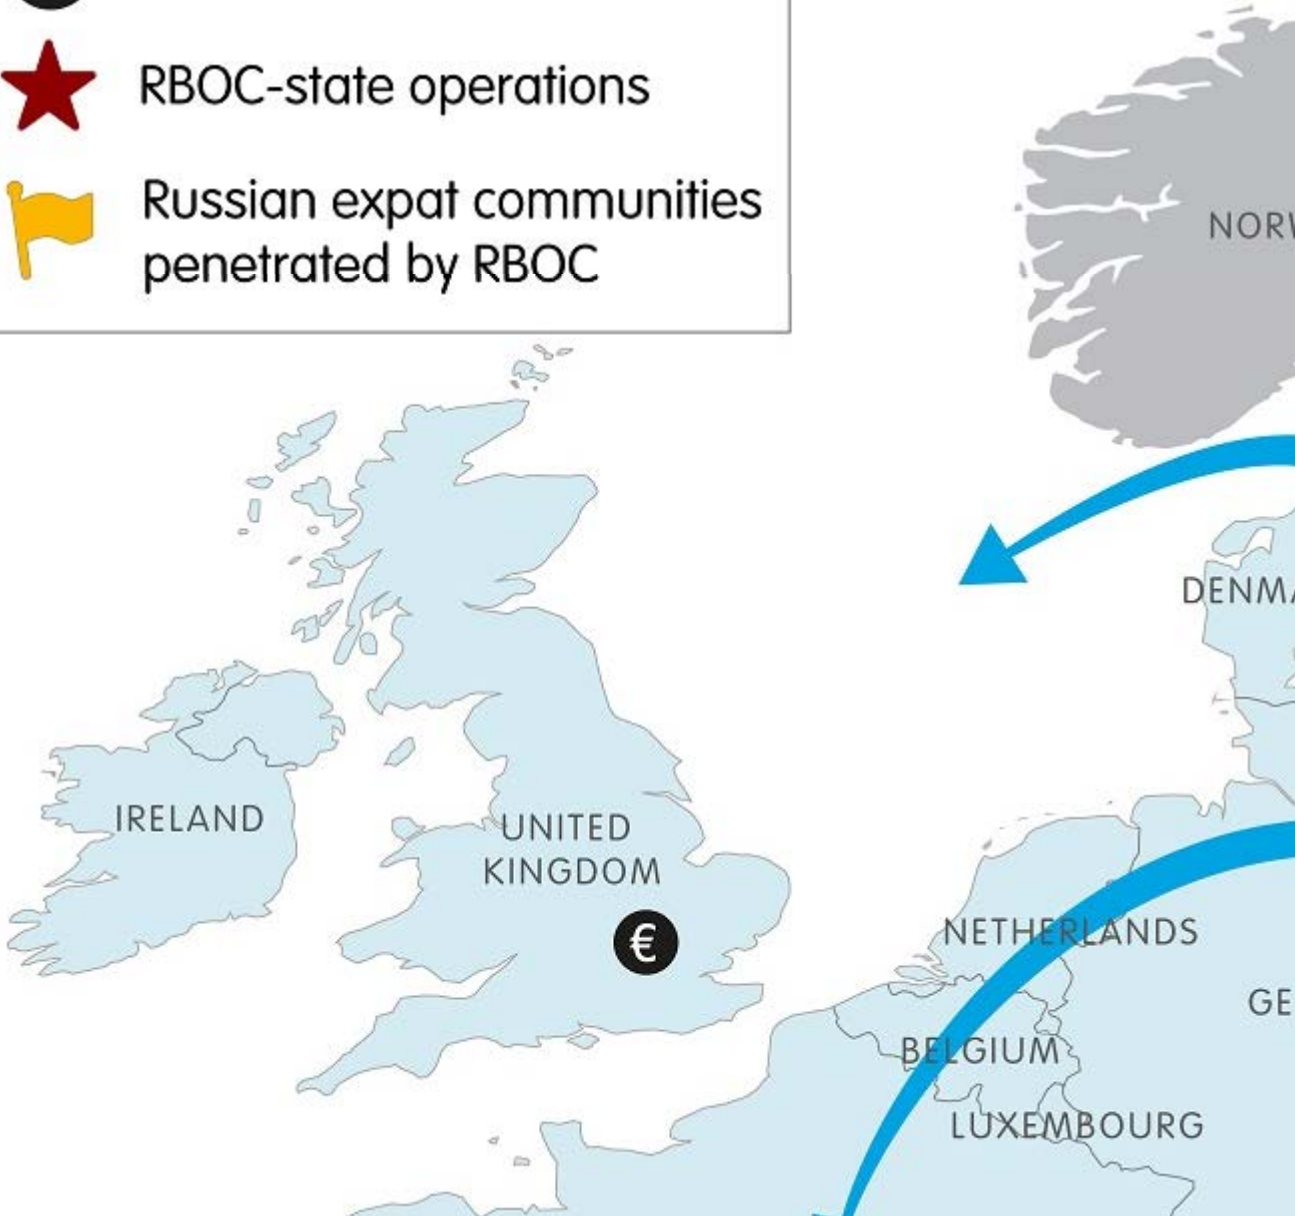 RBOC-state operations
Russian expat communities
penetrated by RBOC
NORW
DENMA
IRELAND
UNITED
KINGDOM
€
NETHERLANDS
GE
BELGIUM
LUXEMBOURG